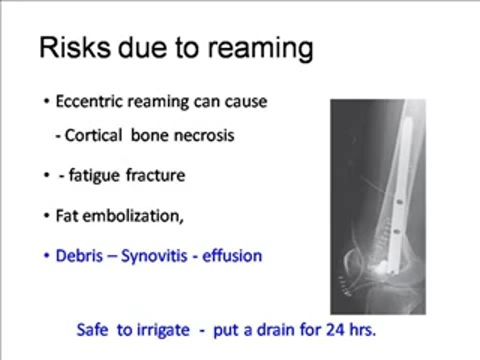 Risks due to reaming
• Eccentric reaming can cause
- Cortical bone necrosis
• - fatigue fracture
• Fat embolization,
• Debris – Synovitis - effusion
Safe to irrigate - put a drain for 24 hrs.